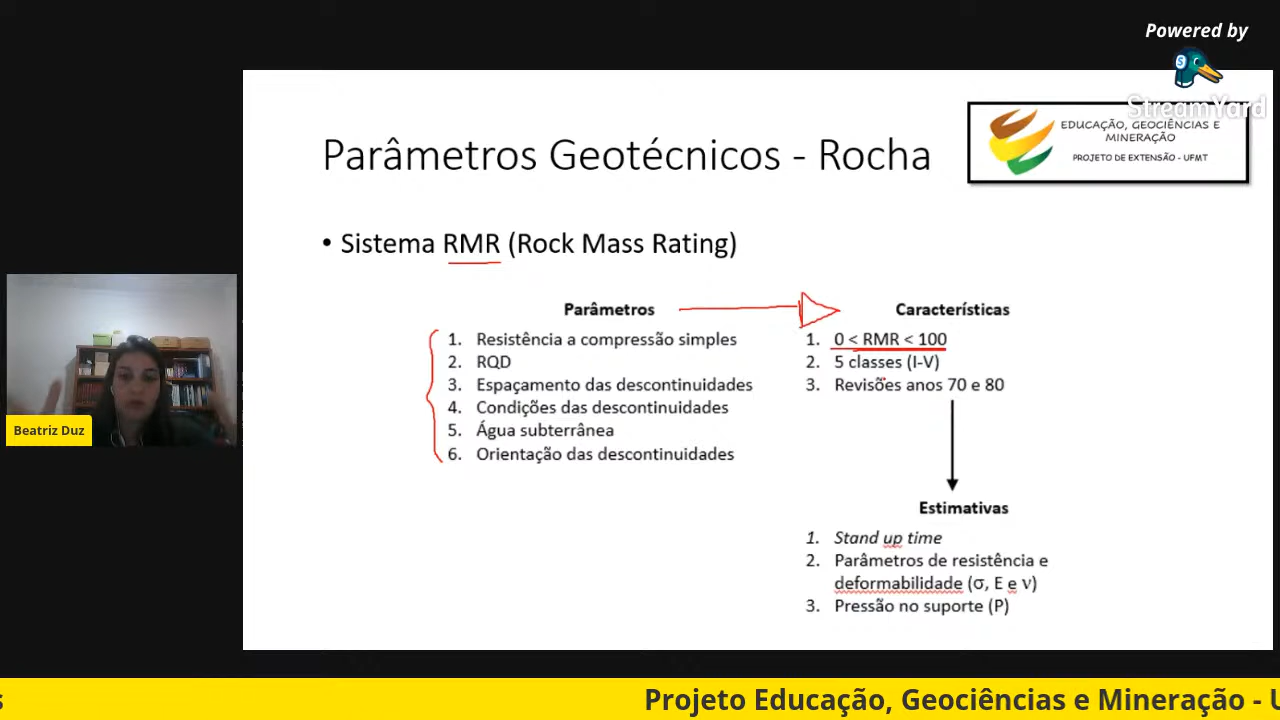 Powered by
StreamYard
EDUCAÇÃO, GEOCIÊNCIAS E
MINERAÇÃO
PROJETO DE EXTENSÃO - UFMT
Parâmetros Geotécnicos - Rocha
• Sistema RMR (Rock Mass Rating)
Parâmetros
1. Resistência a compressão simples
2. RQD
3. Espaçamento das descontinuidades
4. Condições das descontinuidades
5. Água subterrânea
6. Orientação das descontinuidades
Características
1. 0 < RMR < 100
2. 5 classes (I-V)
3. Revisões anos 70 e 80
Estimativas
1. Stand up time
2. Parâmetros de resistência e
deformabilidade (σ, E e ν)
3. Pressão no suporte (P)
Beatriz Duz
s
Projeto Educação, Geociências e Mineração - U